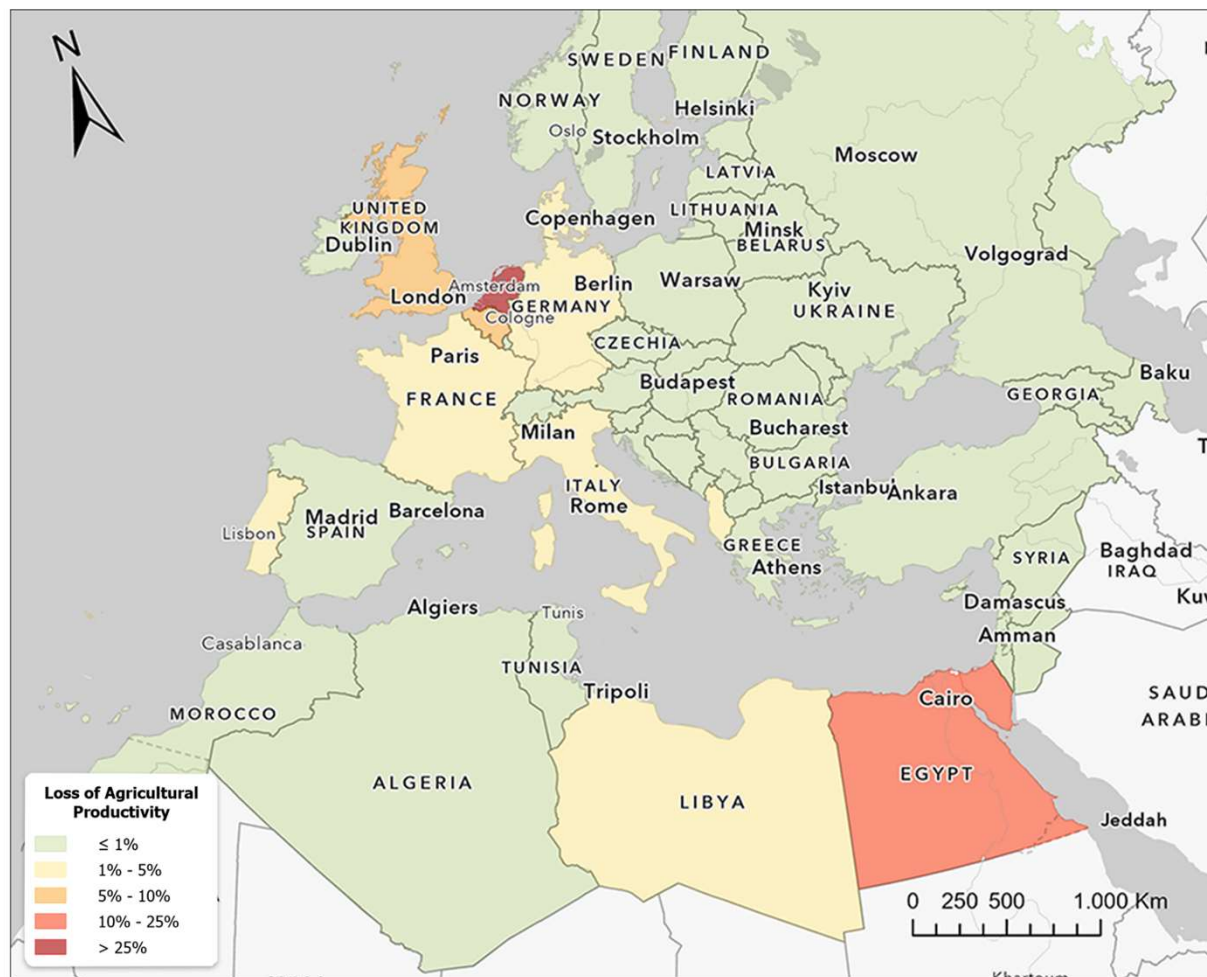 N
SWEDEN
FINLAND
NORWAY
Helsinki
Oslo
Stockholm
Moscow
LATVIA
UNITED
KINGDOM
LITHUANIA
Copenhagen
Minsk
BELARUS
Dublin
Volgograd
Warsaw
Berlin
Amsterdam
London
Kyiv
GERMANY
UKRAINE
Cologne
CZECHIA
Paris
Baku
Budapest
GEORGIA
FRANCE
ROMANIA
Milan
Bucharest
BULGARIA
ITALY
Istanbul
Ankara
Rome
Barcelona
Madrid
Lisbon
SPAIN
GREECE
Baghdad
SYRIA
IRAQ
Athens
Damascus
Algiers
Tunis
Amman
Casablanca
TUNISIA
Tripoli
Cairo
MOROCCO
EGYPT
ALGERIA
LIBYA
Jeddah
Loss of Agricultural
Productivity
≤ 1%
1% - 5%
5% - 10%
10% - 25%
> 25%
0 250 500 1.000 Km